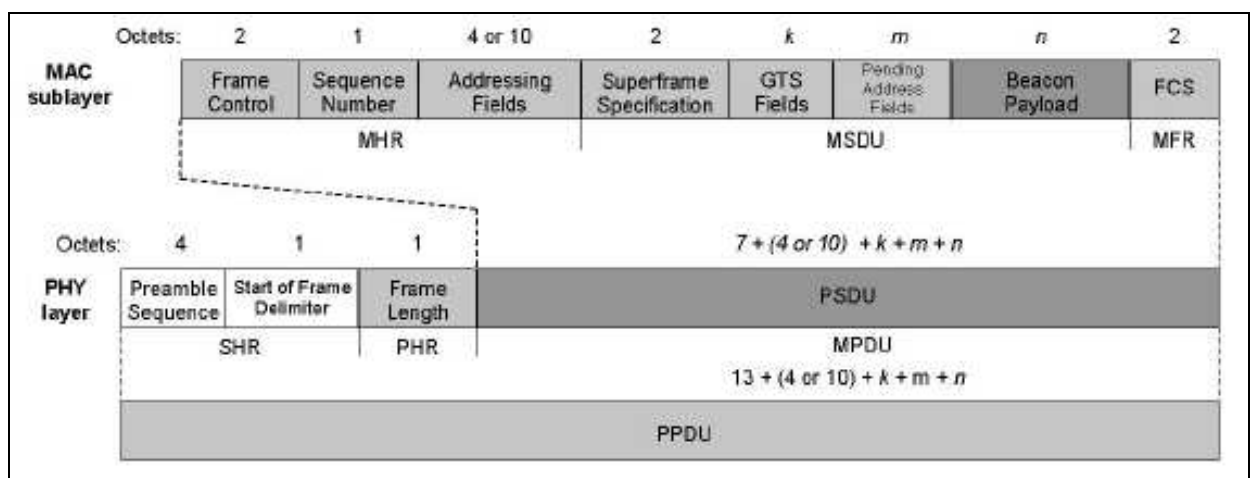 Octets: 2 1 4 or 10 2 k m n 2
MAC sublayer
Frame Control
Sequence Number
Addressing Fields
Superframe Specification
GTS Fields
Pending Address Fields
Beacon Payload
FCS
MHR MSDU MFR
Octets: 4 1 1 7 + (4 or 10) + k + m + n
PHY layer
Preamble Sequence
Start of Frame Delimiter
Frame Length
PSDU
SHR PHR MPDU
13 + (4 or 10) + k + m + n
PPDU